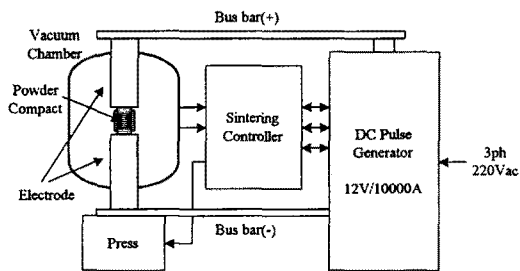 Bus bar(+)
Vacuum
Chamber
Powder
Compact
Sintering
Controller
DC Pulse
Generator
12V/10000A
3ph
220Vac
Electrode
Press
Bus bar(-)